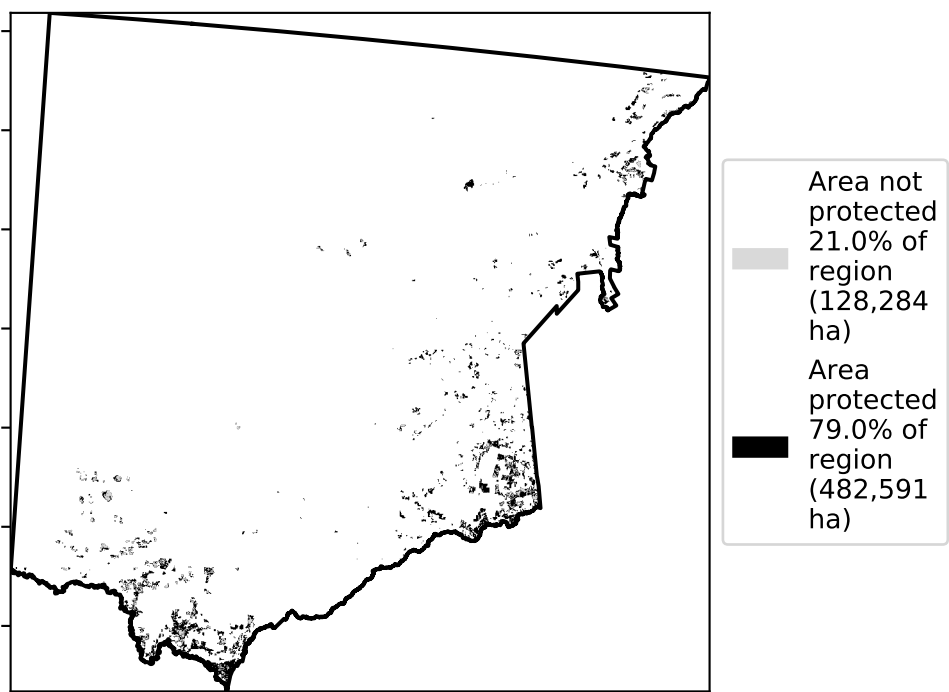 Area not
protected
21.0% of
region
(128,284
ha)
Area
protected
79.0% of
region
(482,591
ha)